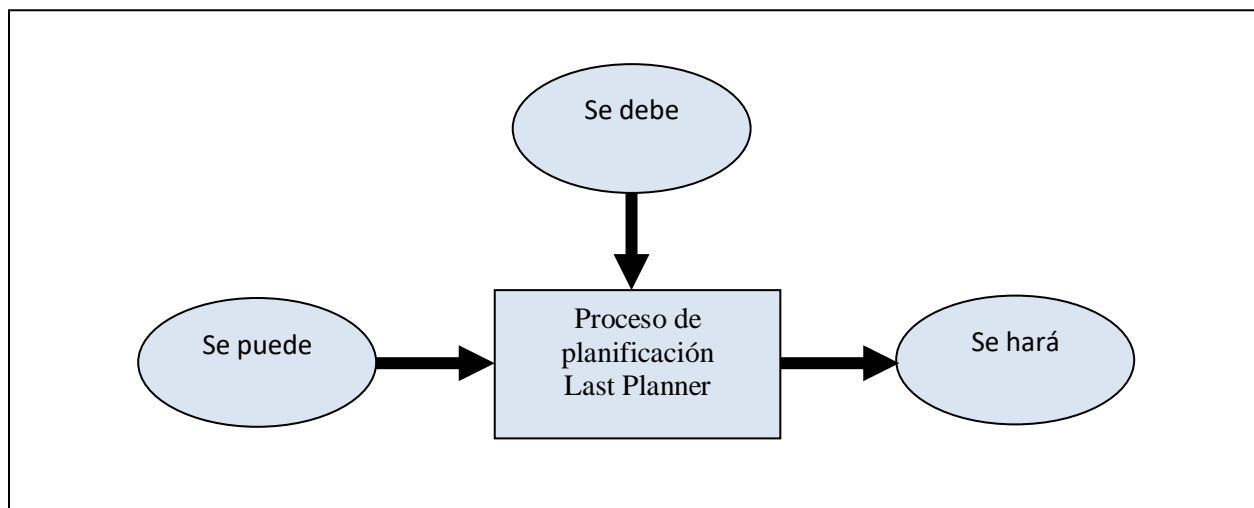 Se debe
Se puede
Proceso de
planificación
Last Planner
Se hará